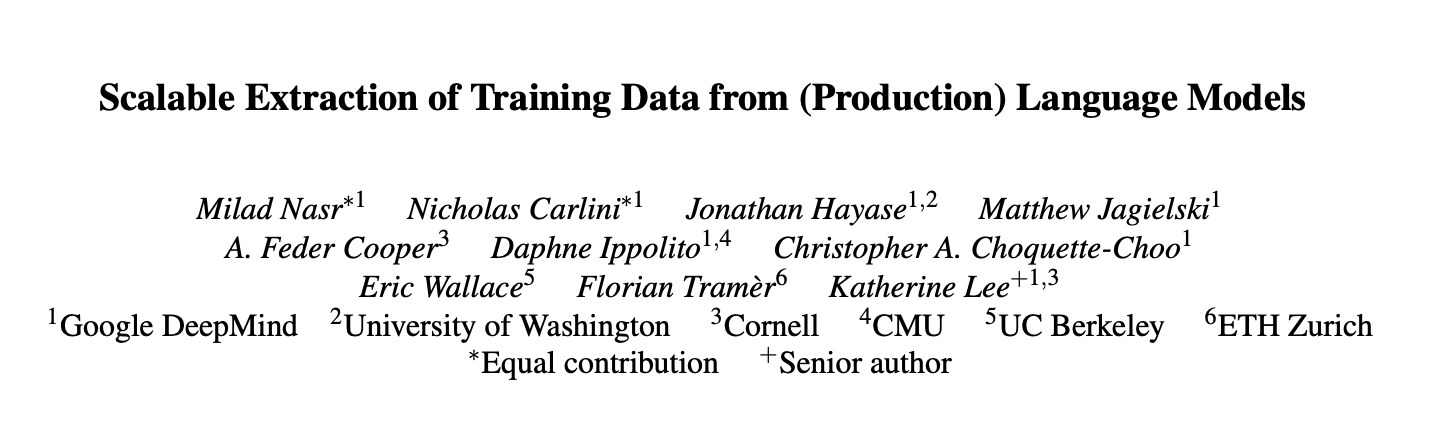 Scalable Extraction of Training Data from (Production) Language Models
Milad Nasr*1 Nicholas Carlini*1 Jonathan Hayase1,2 Matthew Jagielski1
A. Feder Cooper3 Daphne Ippolito1,4 Christopher A. Choquette-Choo1
Eric Wallace5 Florian Tramèr6 Katherine Lee+1,3
1Google DeepMind 2University of Washington 3Cornell 4CMU 5UC Berkeley 6ETH Zurich
*Equal contribution +Senior author